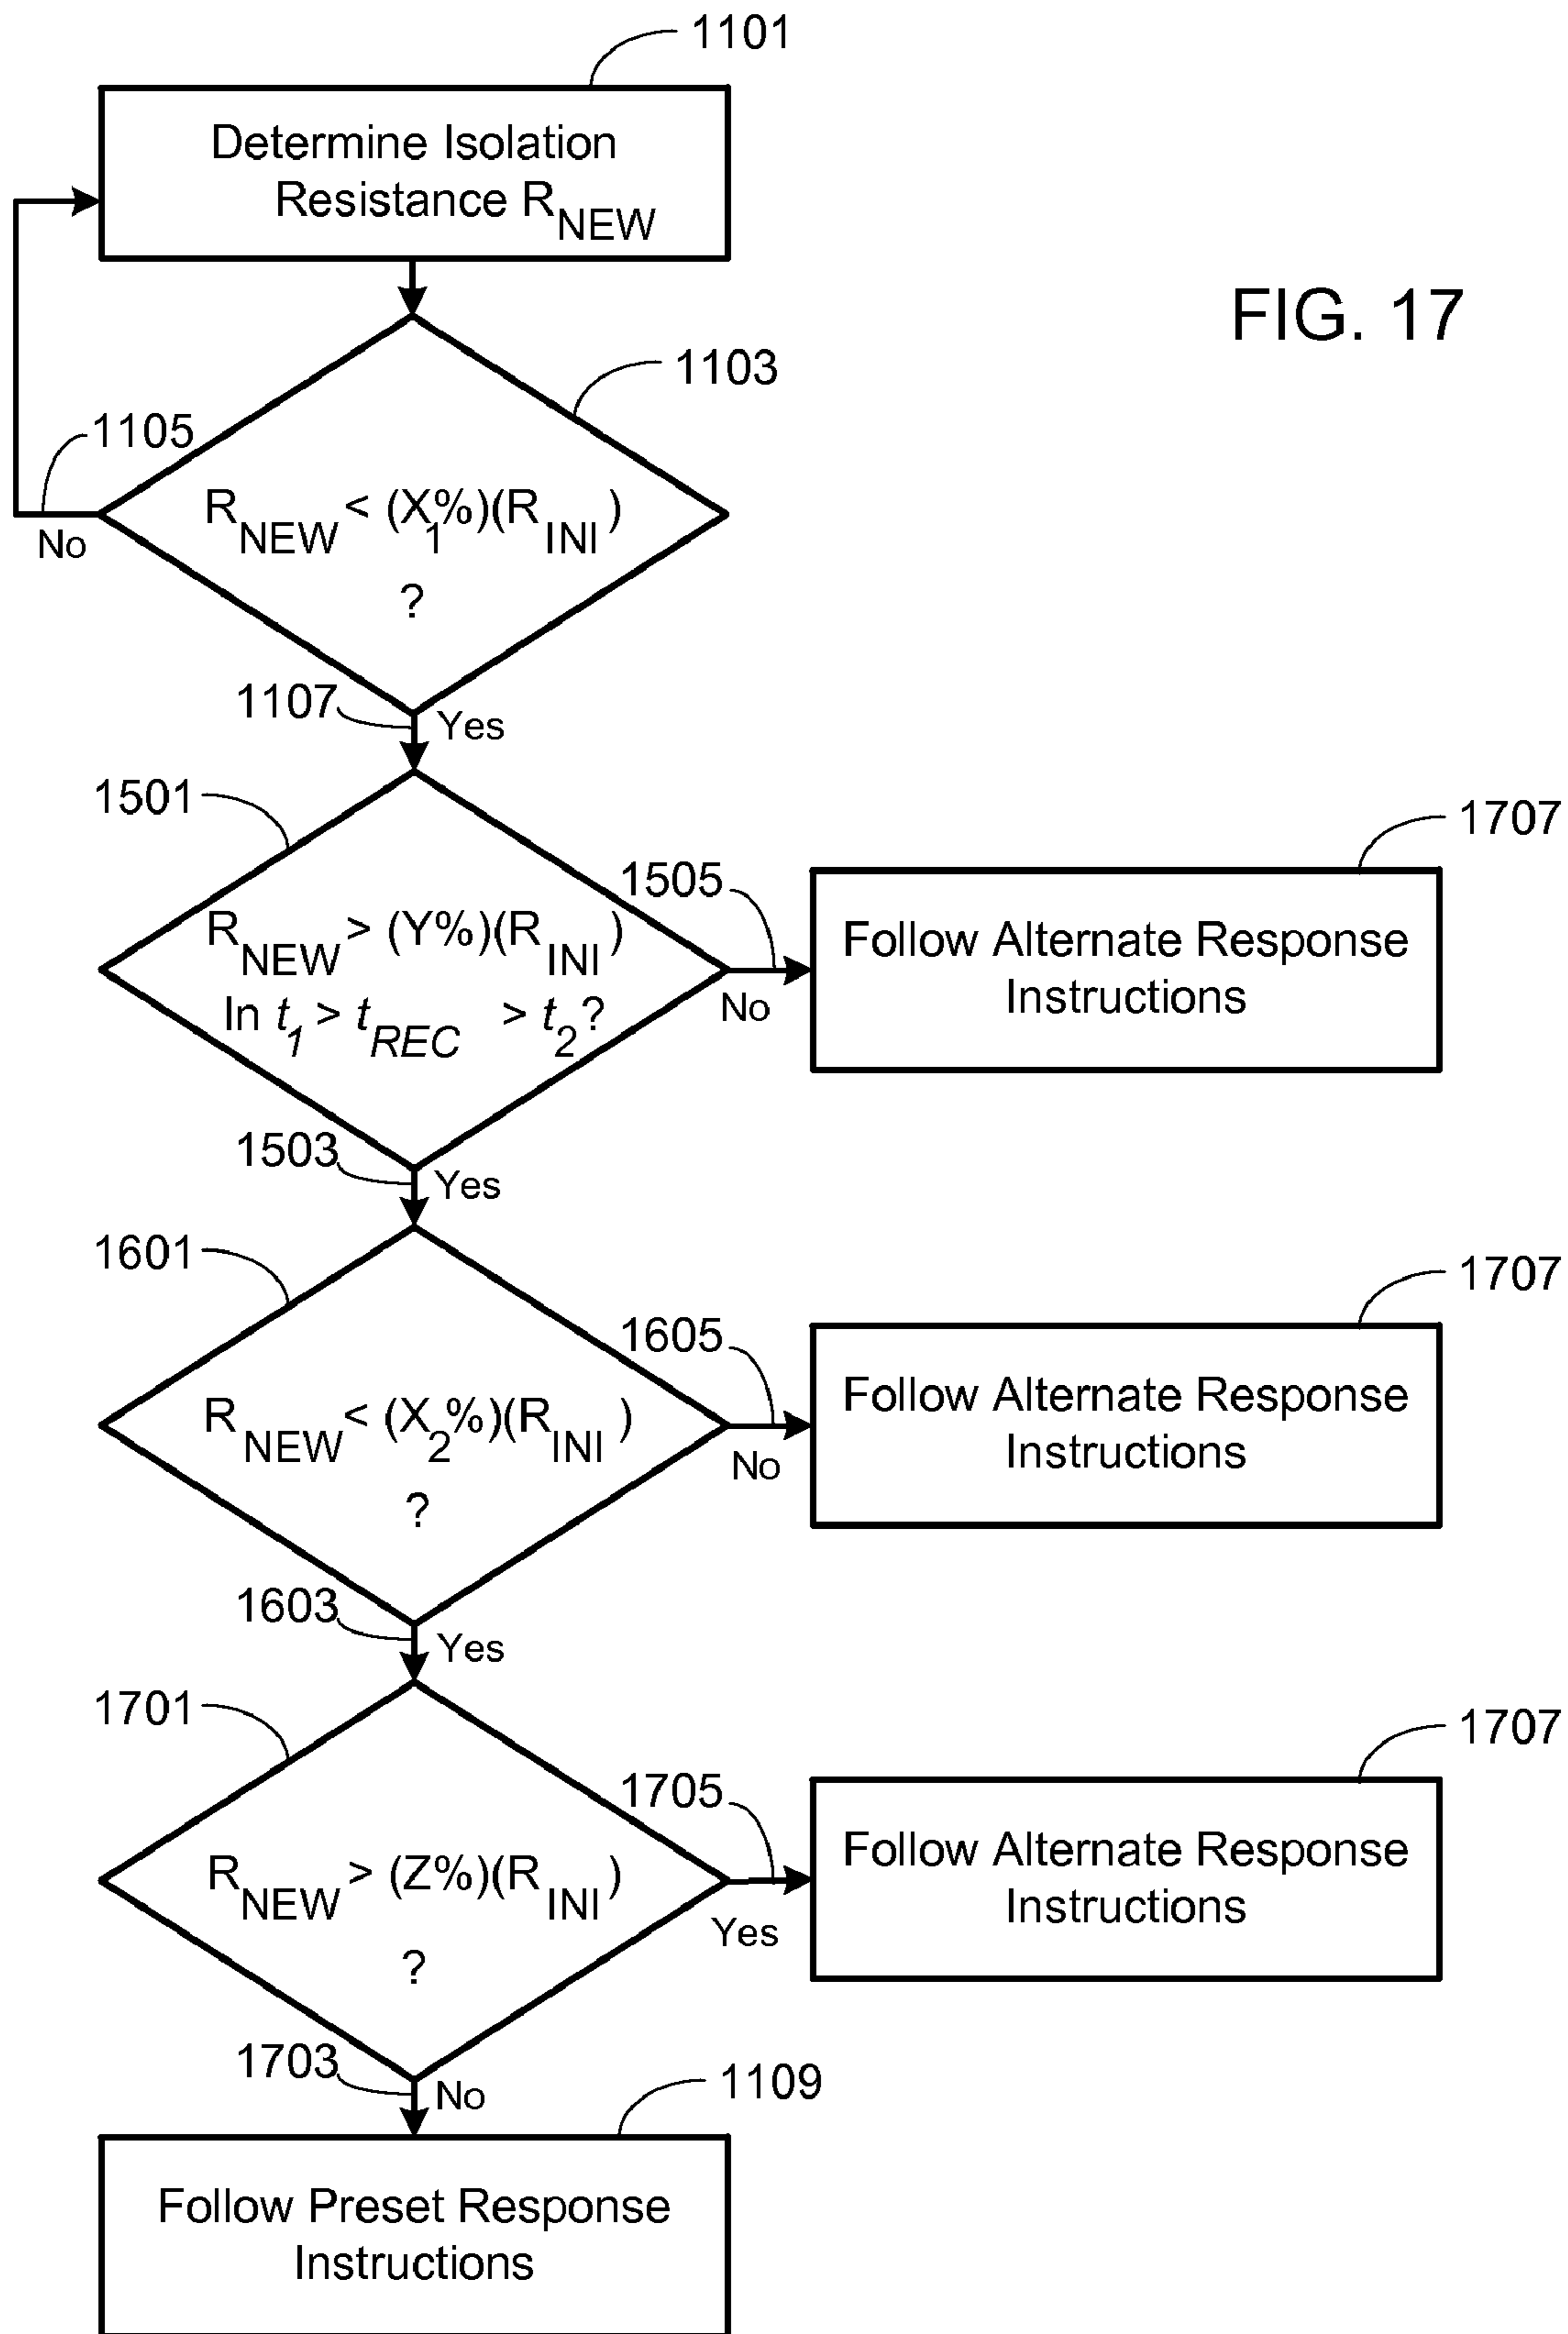 1101
Determine Isolation
Resistance R_NEW
FIG. 17
1103
1105
R_NEW < (X_1%)(R_INI)
?
No
1107
Yes
1501
1707
1505
R_NEW > (Y%)(R_INI)
In t_1 > t_REC > t_2?
No
Follow Alternate Response
Instructions
1503
Yes
1601
1707
1605
R_NEW < (X_2%)(R_INI)
?
No
Follow Alternate Response
Instructions
1603
Yes
1701
1707
1705
R_NEW > (Z%)(R_INI)
?
Yes
Follow Alternate Response
Instructions
1703
No
1109
Follow Preset Response
Instructions